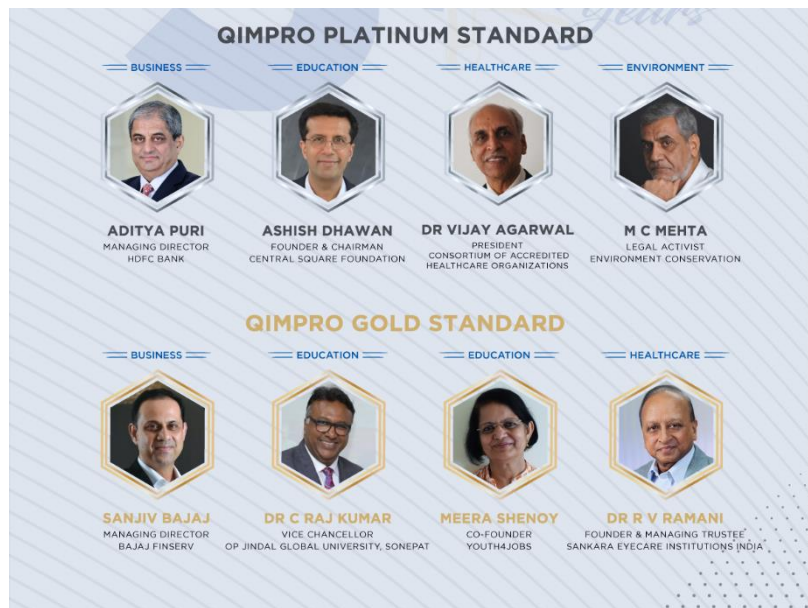 Years
QIMPRO PLATINUM STANDARD
BUSINESS
EDUCATION
HEALTHCARE
ENVIRONMENT
ADITYA PURI
MANAGING DIRECTOR
HDFC BANK
ASHISH DHAWAN
FOUNDER & CHAIRMAN
CENTRAL SQUARE FOUNDATION
DR VIJAY AGARWAL
PRESIDENT
CONSORTIUM OF ACCREDITED
HEALTHCARE ORGANIZATIONS
M C MEHTA
LEGAL ACTIVIST
ENVIRONMENT CONSERVATION
QIMPRO GOLD STANDARD
BUSINESS
EDUCATION
EDUCATION
HEALTHCARE
SANJIV BAJAJ
MANAGING DIRECTOR
BAJAJ FINSERV
DR C RAJ KUMAR
VICE CHANCELLOR
OP JINDAL GLOBAL UNIVERSITY, SONEPAT
MEERA SHENOY
CO-FOUNDER
YOUTH4JOBS
DR R V RAMANI
FOUNDER & MANAGING TRUSTEE
SANKARA EYECARE INSTITUTIONS INDIA